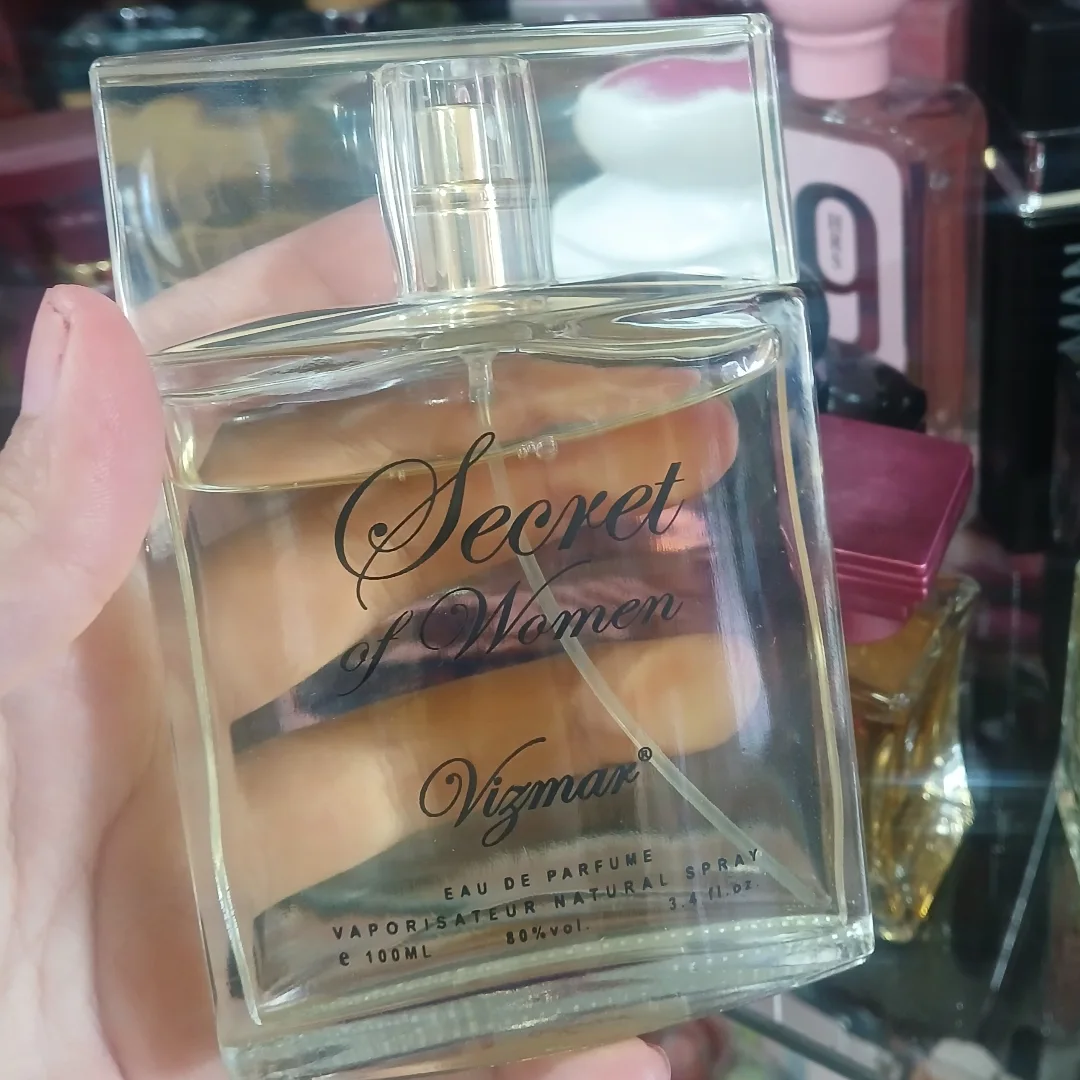 Secret
of Women
Vizmar®
EAU DE PARFUME
VAPORISATEUR NATURAL SPRAY
e 100ML 80%vol. 3.4 fl.oz.